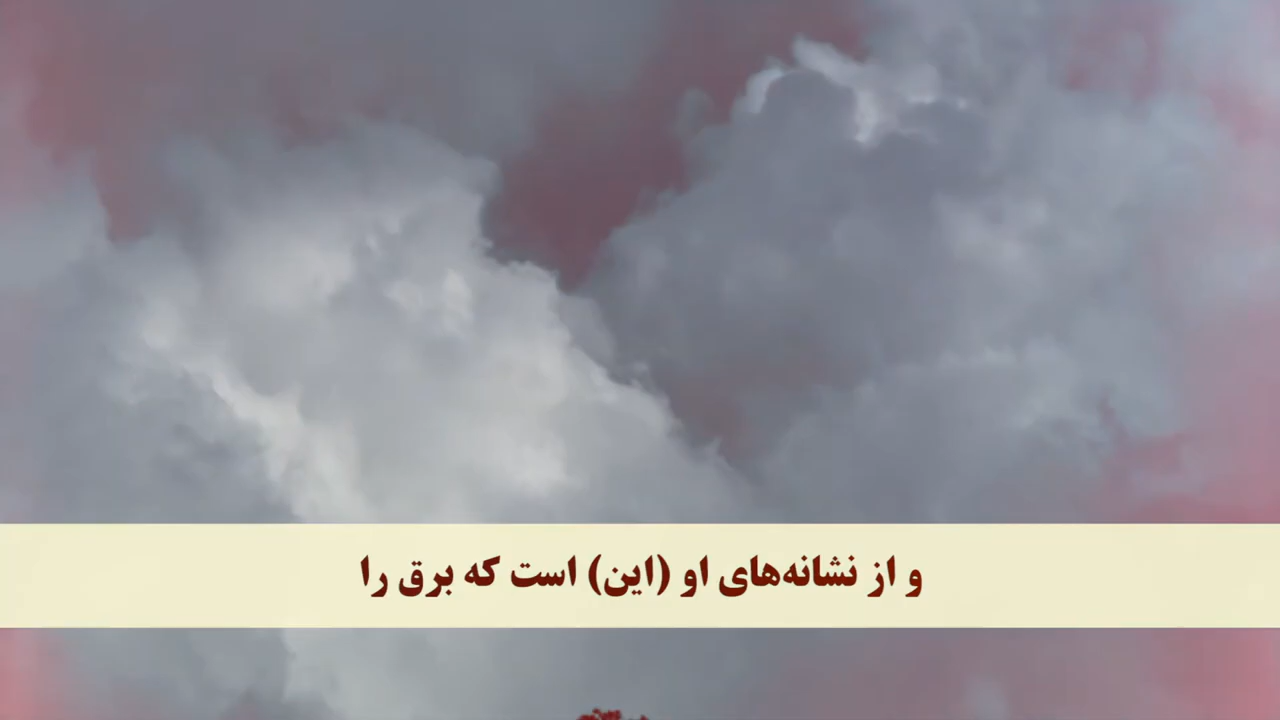 و از نشانه‌های او (این) است که برق را